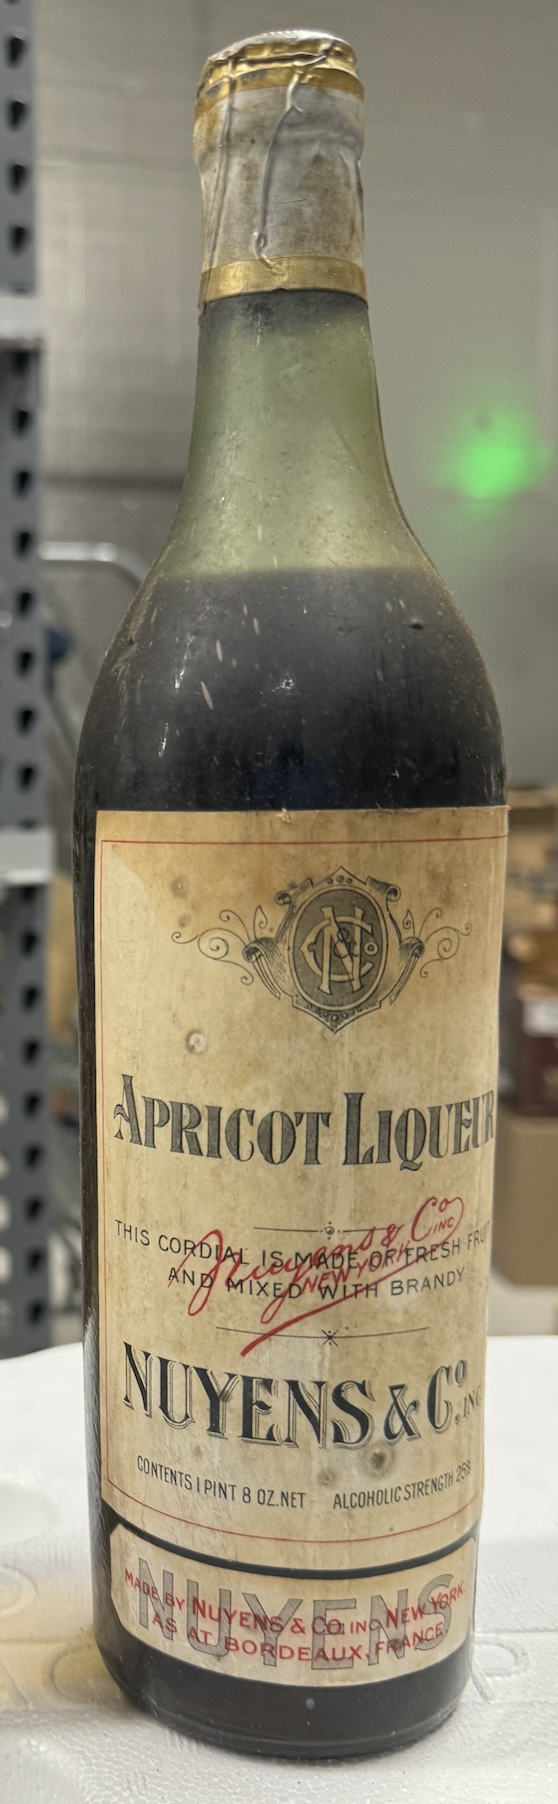 N & Co
APRICOT LIQUEUR
THIS CORDIAL IS MADE OF FRESH FRUIT
AND MIXED WITH BRANDY
Nuyens & Co INC
NEW YORK
NUYENS & Co. INC
CONTENTS 1 PINT 8 OZ. NET ALCOHOLIC STRENGTH 25%
NUYENS
MADE BY NUYENS & Co. INC NEW YORK.
AS AT BORDEAUX, FRANCE